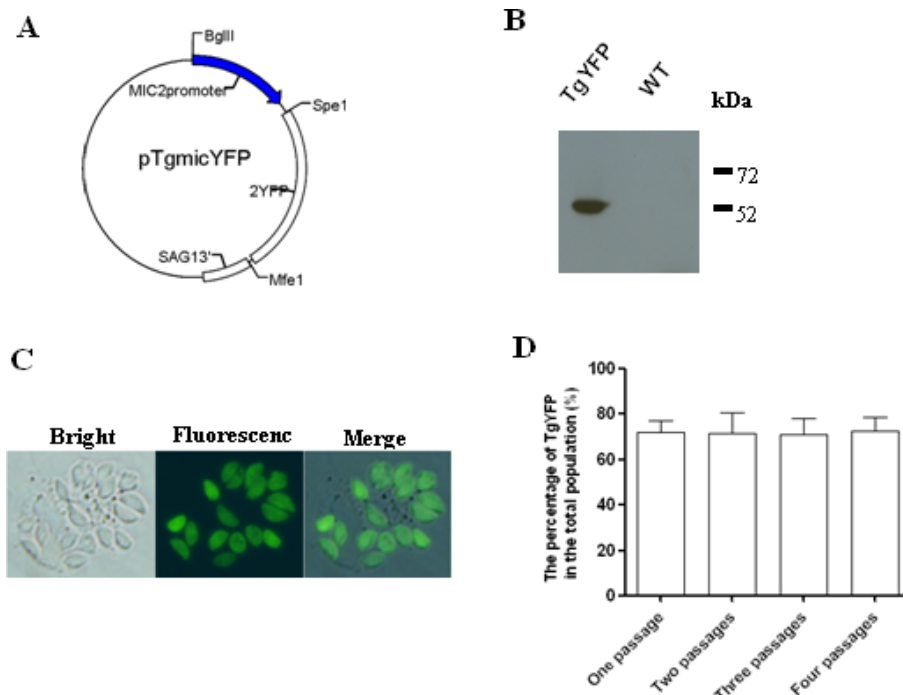 A
BglII
MIC2promoter
Spe1
pTgmicYFP
2YFP
SAG13'
Mfe1
B
TgYFP
WT
kDa
72
52
C
Bright
Fluorescenc
Merge
D
The percentage of TgYFP
in the total population (%)
100
80
60
40
20
0
One passage
Two passages
Three passages
Four passages